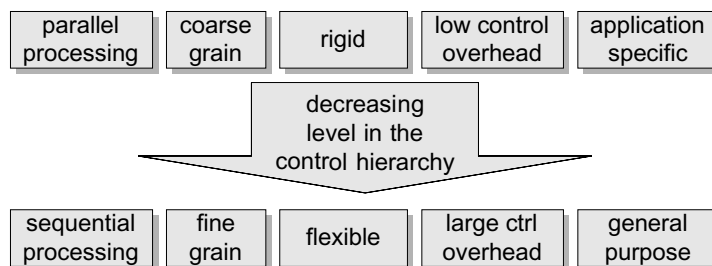 parallel processing
coarse grain
rigid
low control overhead
application specific
decreasing
level in the
control hierarchy
sequential processing
fine grain
flexible
large ctrl overhead
general purpose